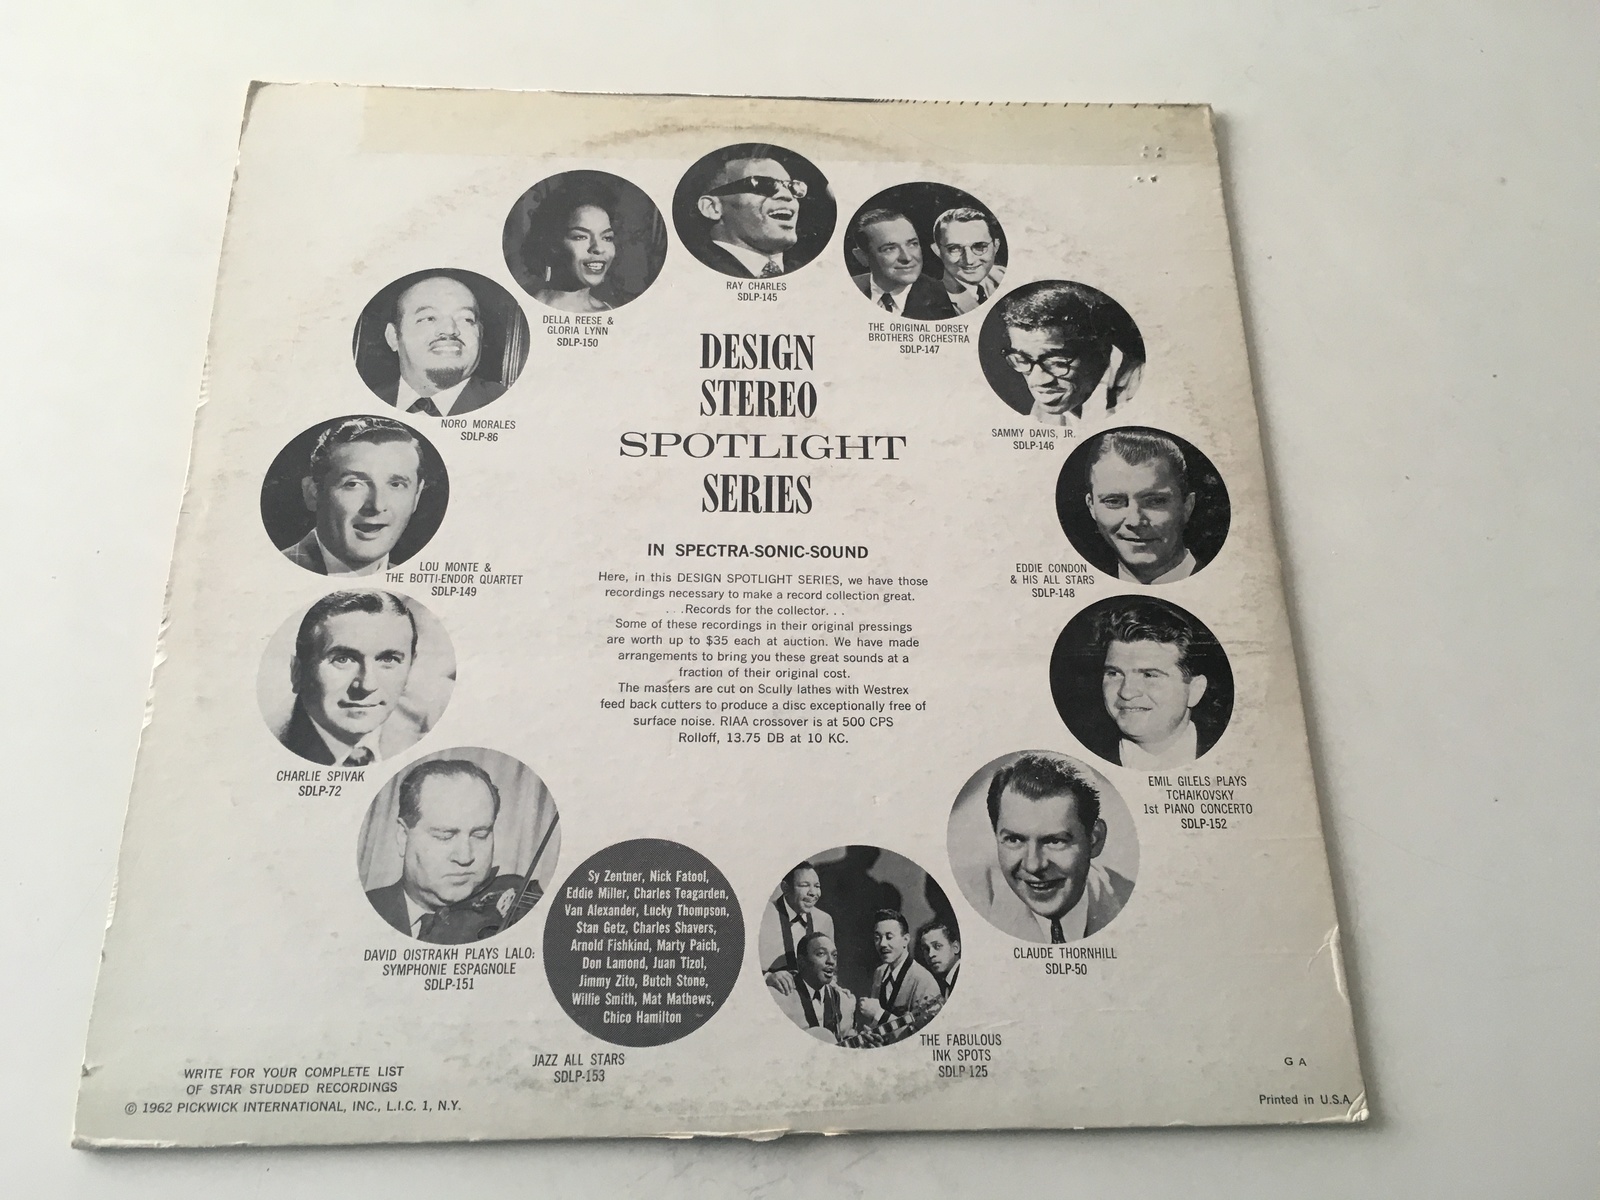 RAY CHARLES
SDLP-145
DELLA REESE &
GLORIA LYNN
SDLP-150
THE ORIGINAL DORSEY
BROTHERS ORCHESTRA
SDLP-147
NORO MORALES
SDLP-86
SAMMY DAVIS, JR.
SDLP-146
DESIGN
STEREO
SPOTLIGHT
SERIES
IN SPECTRA-SONIC-SOUND
Here, in this DESIGN SPOTLIGHT SERIES, we have those
recordings necessary to make a record collection great.
. . .Records for the collector. . .
Some of these recordings in their original pressings
are worth up to $35 each at auction. We have made
arrangements to bring you these great sounds at a
fraction of their original cost.
The masters are cut on Scully lathes with Westrex
feed back cutters to produce a disc exceptionally free of
surface noise. RIAA crossover is at 500 CPS
Rolloff, 13.75 DB at 10 KC.
LOU MONTE &
THE BOTTI-ENDOR QUARTET
SDLP-149
EDDIE CONDON
& HIS ALL STARS
SDLP-148
CHARLIE SPIVAK
SDLP-72
EMIL GILELS PLAYS
TCHAIKOVSKY
1st PIANO CONCERTO
SDLP-152
DAVID OISTRAKH PLAYS LALO:
SYMPHONIE ESPAGNOLE
SDLP-151
Sy Zentner, Nick Fatool,
Eddie Miller, Charles Teagarden,
Van Alexander, Lucky Thompson,
Stan Getz, Charles Shavers,
Arnold Fishkind, Marty Paich,
Don Lamond, Juan Tizol,
Jimmy Zito, Butch Stone,
Willie Smith, Mat Mathews,
Chico Hamilton
JAZZ ALL STARS
SDLP-153
THE FABULOUS
INK SPOTS
SDLP 125
CLAUDE THORNHILL
SDLP-50
WRITE FOR YOUR COMPLETE LIST
OF STAR STUDDED RECORDINGS
© 1962 PICKWICK INTERNATIONAL, INC., L.I.C. 1, N.Y.
G A
Printed in U.S.A.